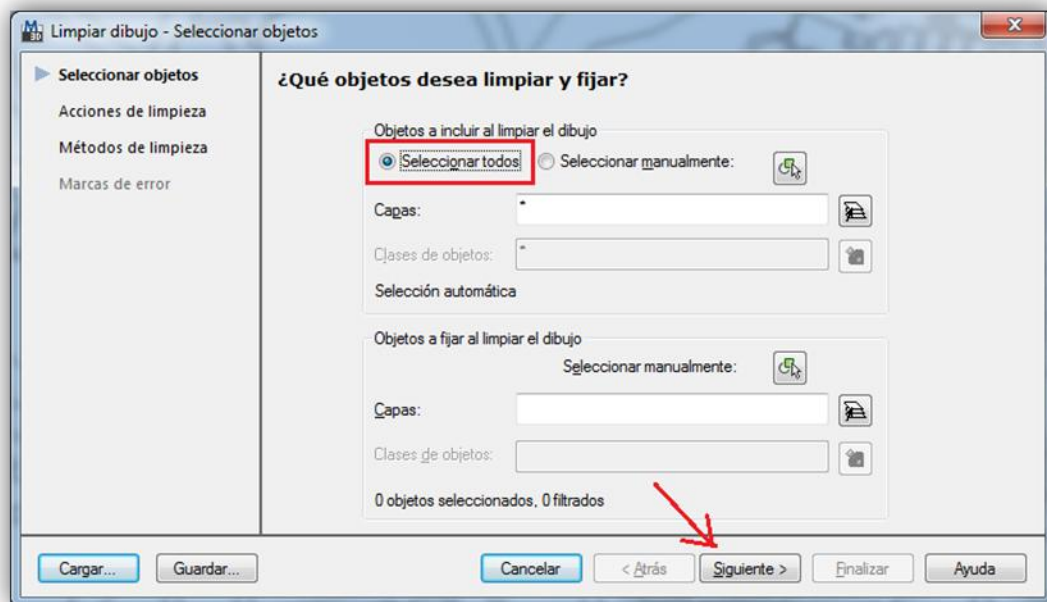 Limpiar dibujo - Seleccionar objetos
Seleccionar objetos
Acciones de limpieza
Métodos de limpieza
Marcas de error
¿Qué objetos desea limpiar y fijar?
Objetos a incluir al limpiar el dibujo
Seleccionar todos Seleccionar manualmente:
Capas: *
Clases de objetos: *
Selección automática
Objetos a fijar al limpiar el dibujo
Seleccionar manualmente:
Capas:
Clases de objetos:
0 objetos seleccionados, 0 filtrados
Cargar... Guardar... Cancelar < Atrás Siguiente > Finalizar Ayuda